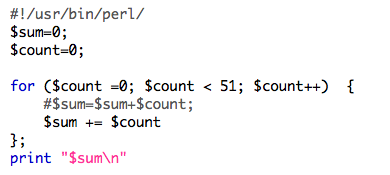 #!/usr/bin/perl/
$sum=0;
$count=0;

for ($count =0; $count < 51; $count++)  {
    #$sum=$sum+$count;
    $sum += $count
};
print "$sum\n"